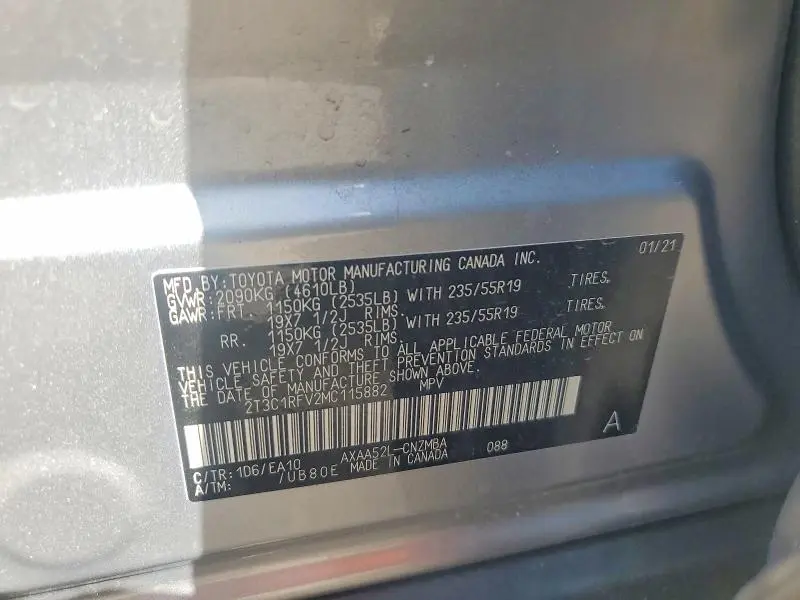 MFD. BY: TOYOTA MOTOR MANUFACTURING CANADA INC. 01/21
GVWR: 2090KG (4610LB)
GAWR: FRT. 1150KG (2535LB) WITH 235/55R19 TIRES,
19X7 1/2J RIMS.
RR. 1150KG (2535LB) WITH 235/55R19 TIRES,
19X7 1/2J RIMS.
THIS VEHICLE CONFORMS TO ALL APPLICABLE FEDERAL MOTOR
VEHICLE SAFETY AND THEFT PREVENTION STANDARDS IN EFFECT ON
THE DATE OF MANUFACTURE SHOWN ABOVE.
2T3C1RFV2MC115882 MPV
A
C/TR: 1D6/EA10 AXAA52L-CNZMBA 088
A/TM: /UB80E MADE IN CANADA